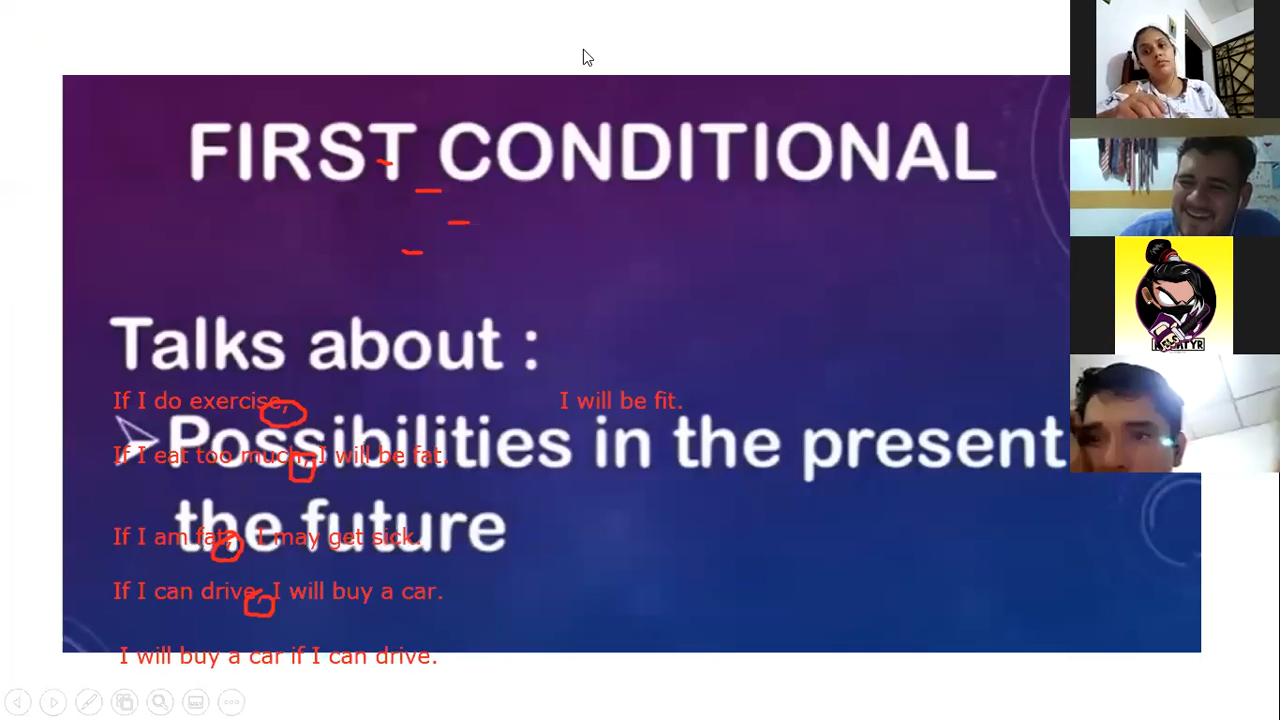 FIRST CONDITIONAL
Talks about :
If I do exercise, I will be fit.
Possibilities in the present
If I eat too much, I will be fat.
the future
If I am fat, I may get sick.
If I can drive, I will buy a car.
I will buy a car if I can drive.